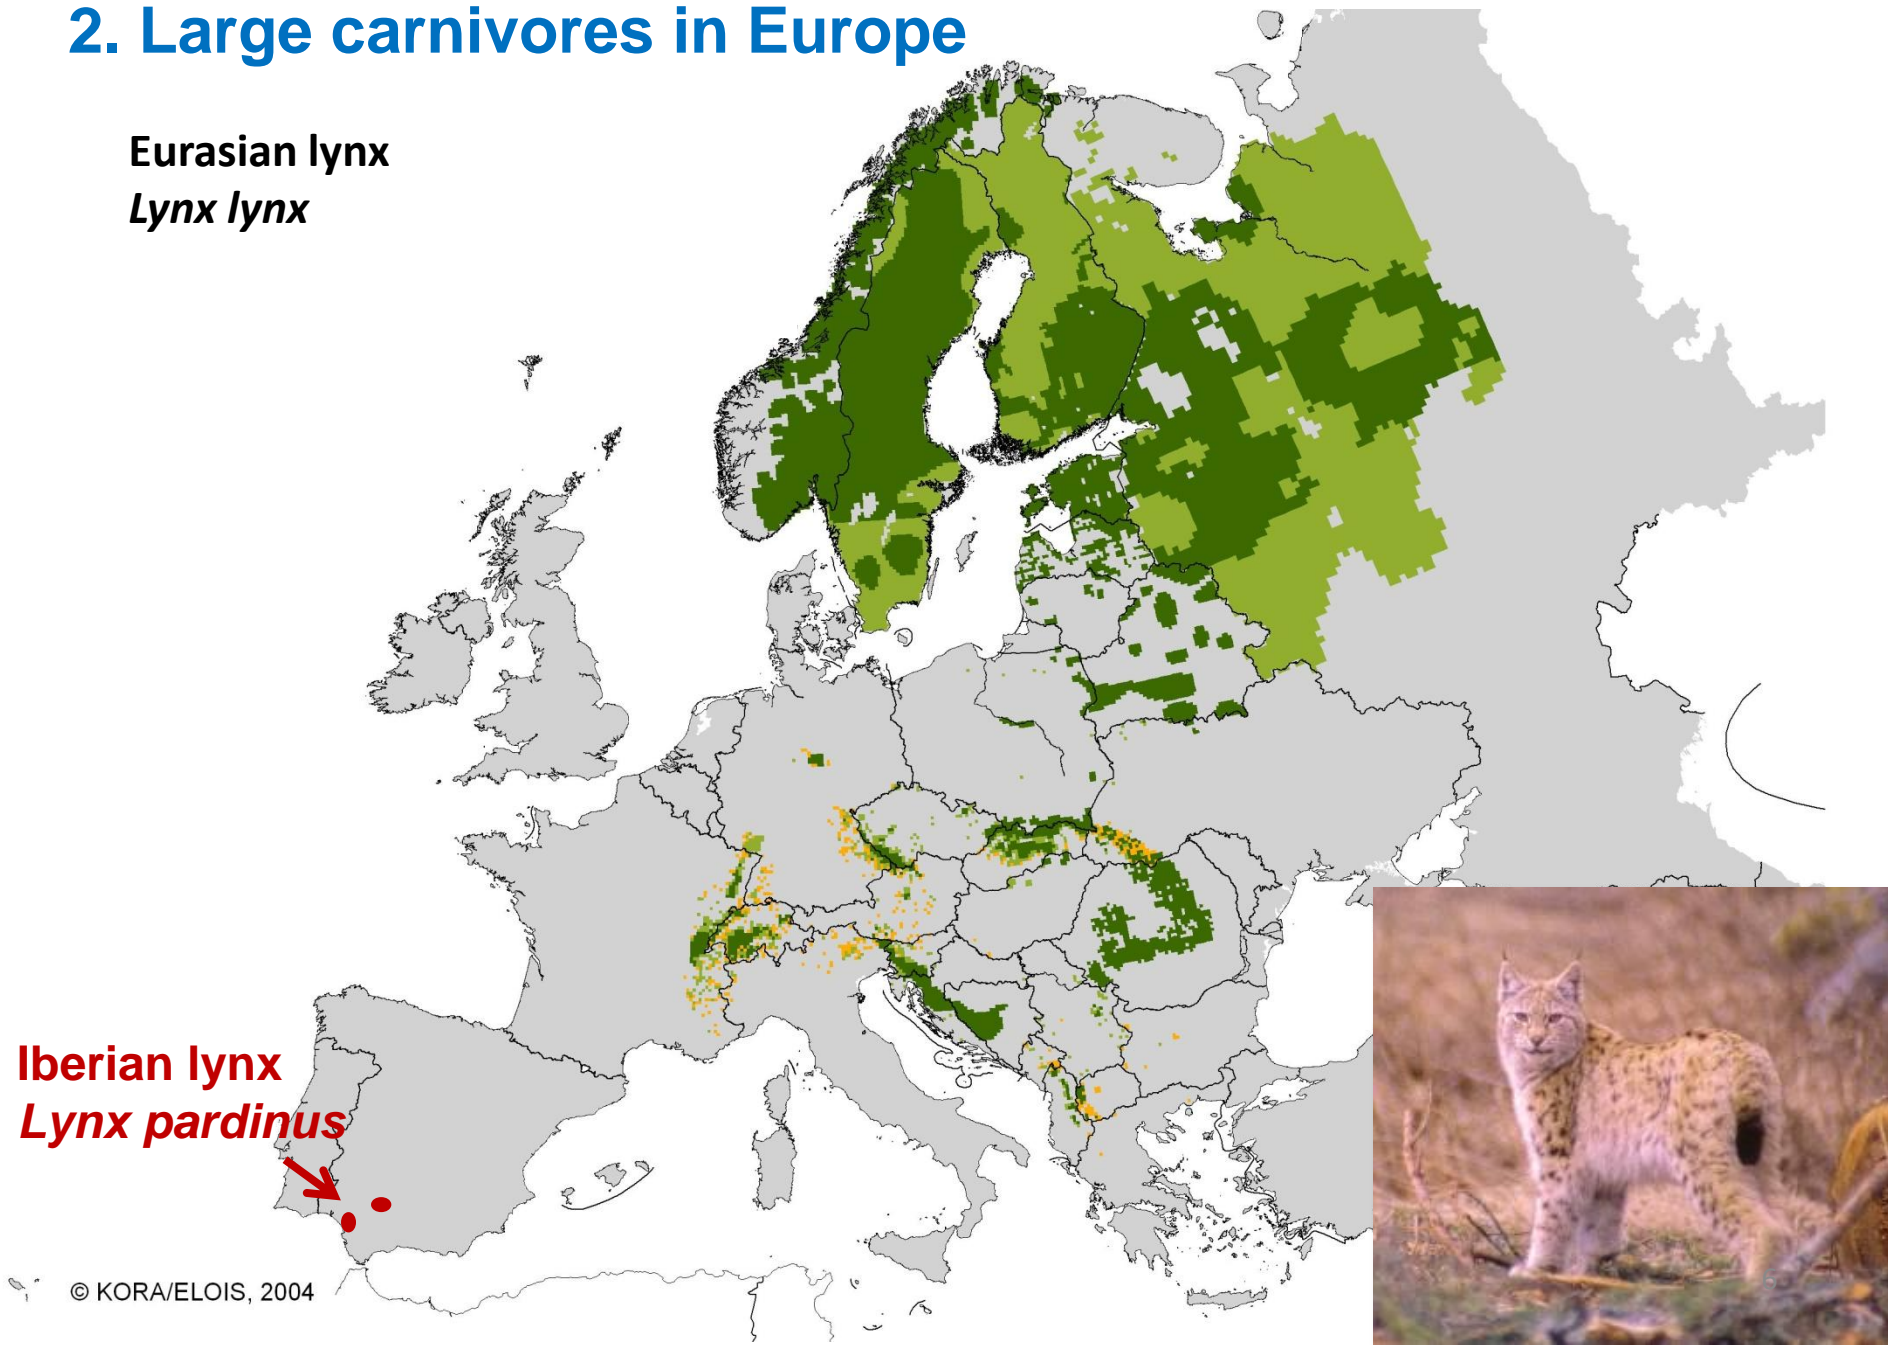 2. Large carnivores in Europe
Eurasian lynx
Lynx lynx
Iberian lynx
Lynx pardinus
© KORA/ELOIS, 2004